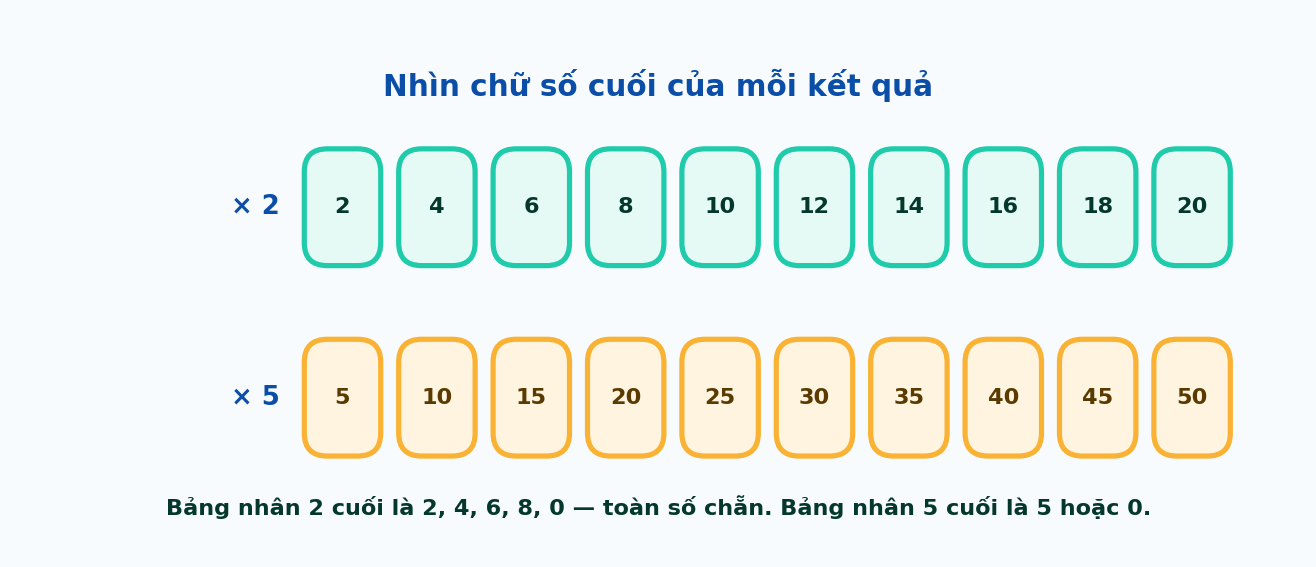 Nhìn chữ số cuối của mỗi kết quả
× 2 2 4 6 8 10 12 14 16 18 20
× 5 5 10 15 20 25 30 35 40 45 50
Bảng nhân 2 cuối là 2, 4, 6, 8, 0 — toàn số chẵn. Bảng nhân 5 cuối là 5 hoặc 0.